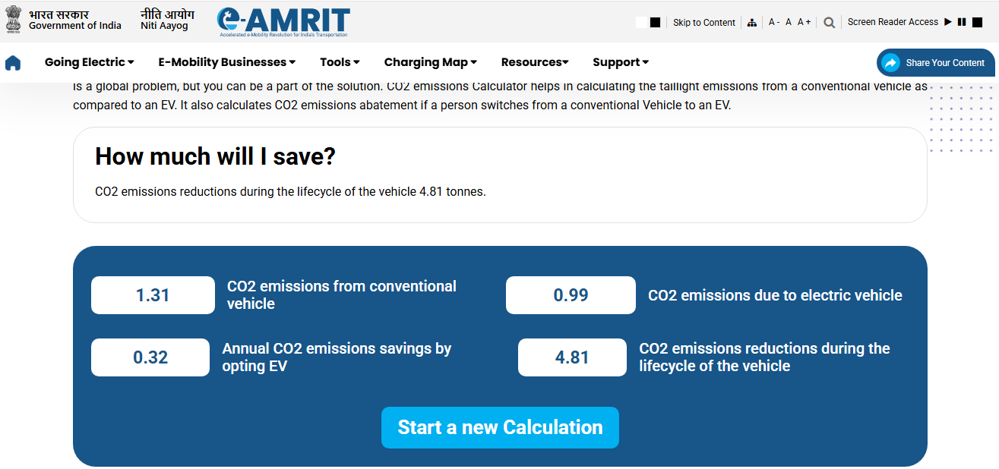 भारत सरकार
Government of India
नीति आयोग
Niti Aayog
e-AMRIT
Accelerated e-Mobility Revolution for India's Transportation
Skip to Content
A -
A
A +
Screen Reader Access
Going Electric
E-Mobility Businesses
Tools
Charging Map
Resources
Support
Share Your Content
is a global problem, but you can be a part of the solution. CO2 emissions Calculator helps in calculating the taillight emissions from a conventional vehicle as
compared to an EV. It also calculates CO2 emissions abatement if a person switches from a conventional Vehicle to an EV.
How much will I save?
CO2 emissions reductions during the lifecycle of the vehicle 4.81 tonnes.
1.31
CO2 emissions from conventional
vehicle
0.99
CO2 emissions due to electric vehicle
0.32
Annual CO2 emissions savings by
opting EV
4.81
CO2 emissions reductions during the
lifecycle of the vehicle
Start a new Calculation